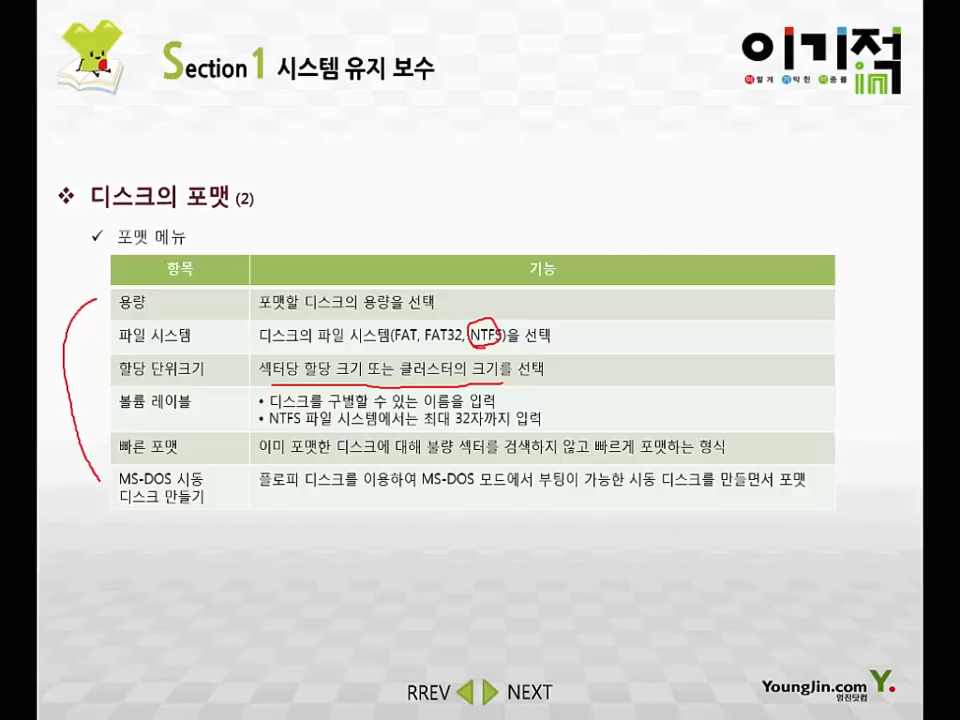 Section 1 시스템 유지 보수
이기적 in
이렇게 기막힌 적중률
❖ 디스크의 포맷 (2)
✓ 포맷 메뉴
항목 기능
용량 포맷할 디스크의 용량을 선택
파일 시스템 디스크의 파일 시스템(FAT, FAT32, NTFS)을 선택
할당 단위크기 섹터당 할당 크기 또는 클러스터의 크기를 선택
볼륨 레이블 • 디스크를 구별할 수 있는 이름을 입력
• NTFS 파일 시스템에서는 최대 32자까지 입력
빠른 포맷 이미 포맷한 디스크에 대해 불량 섹터를 검색하지 않고 빠르게 포맷하는 형식
MS-DOS 시동 플로피 디스크를 이용하여 MS-DOS 모드에서 부팅이 가능한 시동 디스크를 만들면서 포맷
디스크 만들기
RREV NEXT
YoungJin.com Y.
영진닷컴